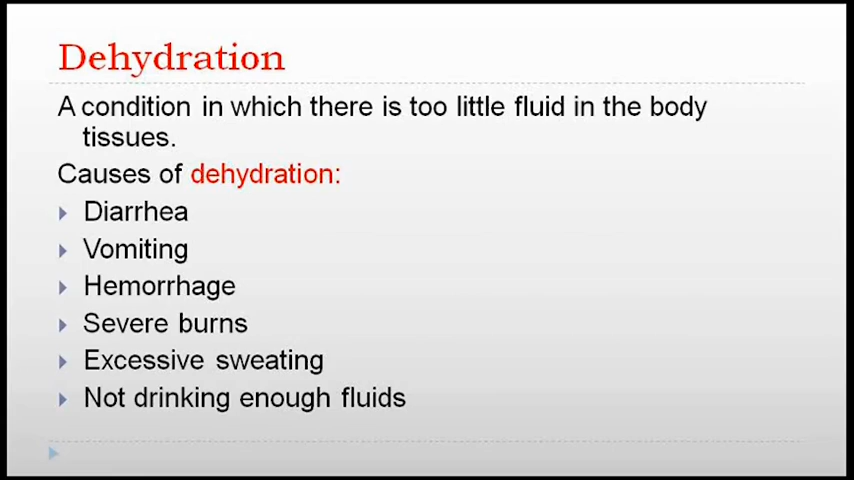 Dehydration
A condition in which there is too little fluid in the body
tissues.
Causes of dehydration:
Diarrhea
Vomiting
Hemorrhage
Severe burns
Excessive sweating
Not drinking enough fluids